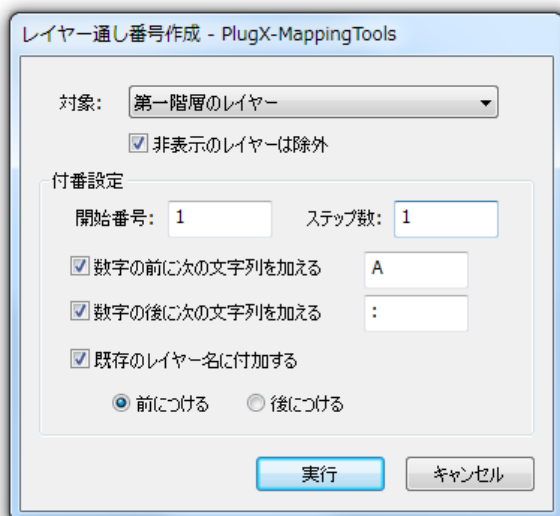 レイヤー通し番号作成 - PlugX-MappingTools
対象: 第一階層のレイヤー
非表示のレイヤーは除外
付番設定
開始番号: 1 ステップ数: 1
数字の前に次の文字列を加える A
数字の後に次の文字列を加える :
既存のレイヤー名に付加する
前につける 後につける
実行 キャンセル